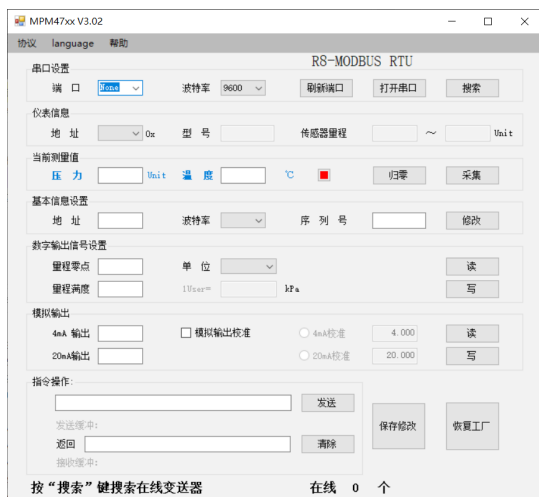 MPM47xx V3.02
协议 language 帮助
RS-MODBUS RTU
串口设置
端 口 None 波特率 9600 刷新端口 打开串口 搜索
仪表信息
地 址 0x 型 号 传感器量程 ～ Unit
当前测量值
压 力 Unit 温 度 ℃ 归零 采集
基本信息设置
地 址 波特率 序 列 号 修改
数字输出信号设置
量程零点 单 位 读
量程满度 1User= kPa 写
模拟输出
4mA 输出 模拟输出校准 4mA校准 4.000 读
20mA输出 20mA校准 20.000 写
指令操作:
发送
发送缓冲:
保存修改 恢复工厂
返回 清除
接收缓冲:
按“搜索”键搜索在线变送器 在线 0 个